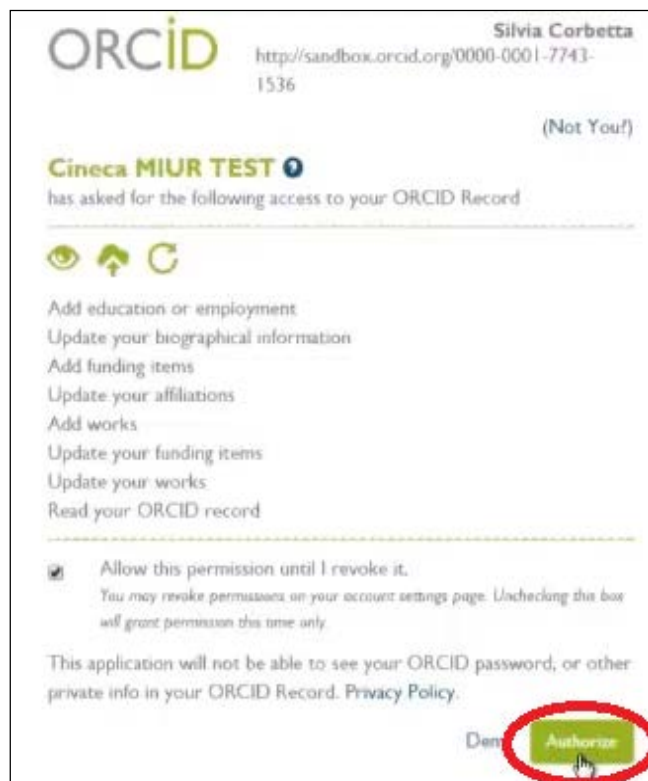 ORCID
Silvia Corbetta
http://sandbox.orcid.org/0000-0001-7743-
1536
(Not You?)
Cineca MIUR TEST ?
has asked for the following access to your ORCID Record
Add education or employment
Update your biographical information
Add funding items
Update your affiliations
Add works
Update your funding items
Update your works
Read your ORCID record
Allow this permission until I revoke it.
You may revoke permissions on your account settings page. Unchecking this box
will grant permission this time only.
This application will not be able to see your ORCID password, or other
private info in your ORCID Record. Privacy Policy.
Authorize